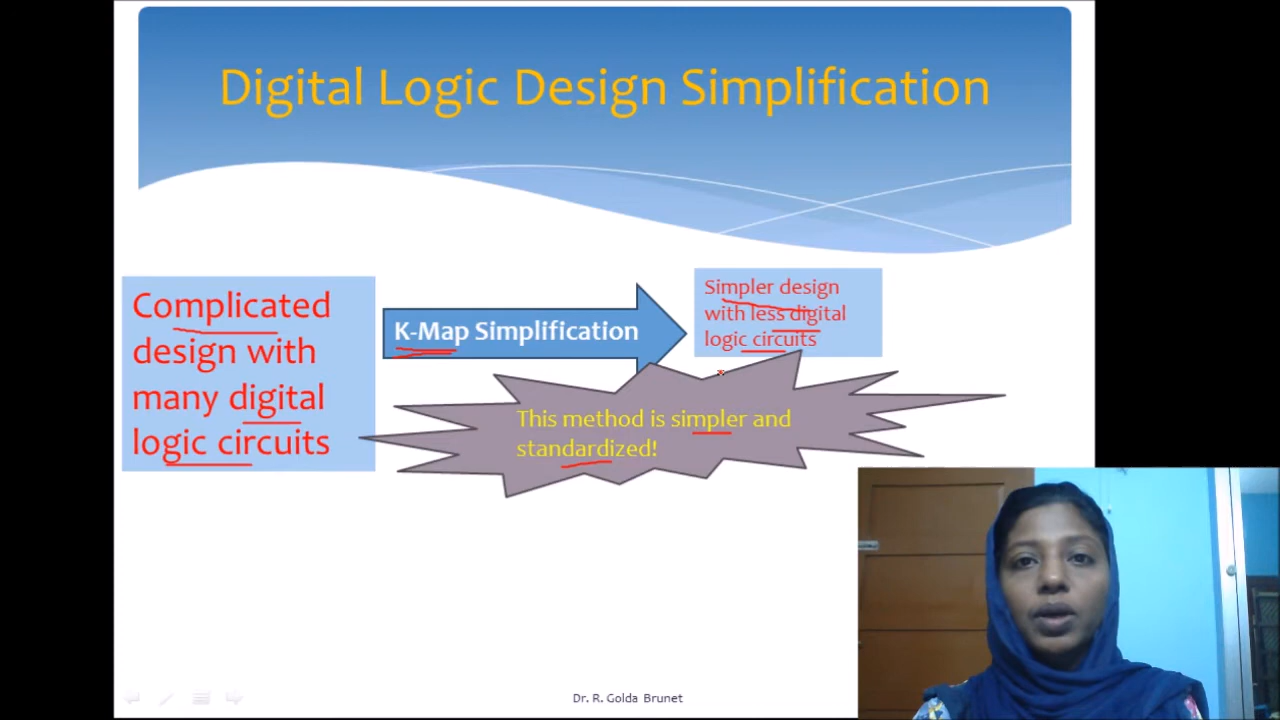 Digital Logic Design Simplification
Complicated
design with
many digital
logic circuits
K-Map Simplification
Simpler design
with less digital
logic circuits
This method is simpler and
standardized!
Dr. R. Golda Brunet